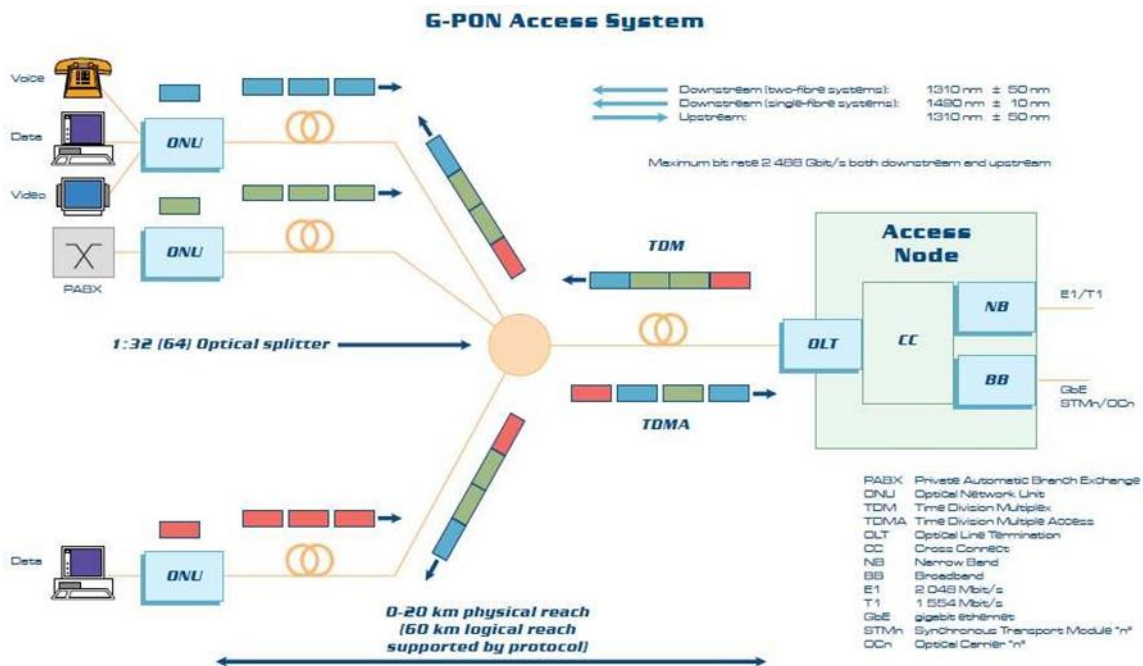 G-PON Access System
Voice
Data
Video
PABX
ONU
ONU
Downstream (two-fibre systems): 1310 nm ± 50 nm
Downstream (single-fibre systems): 1490 nm ± 10 nm
Upstream: 1310 nm ± 50 nm
Maximum bit rate 2 488 Gbit/s both downstream and upstream
TDM
Access
Node
NB
E1/T1
1:32 (64) Optical splitter
OLT
CC
BB
GbE
STMn/OCn
TDMA
Data
ONU
0-20 km physical reach
(60 km logical reach
supported by protocol)
PABX Private Automatic Branch Exchange
ONU Optical Network Unit
TDM Time Division Multiplex
TDMA Time Division Multiple Access
OLT Optical Line Termination
CC Cross Connect
NB Narrow Band
BB Broadband
E1 2 048 Mbit/s
T1 1 554 Mbit/s
GbE gigabit ethernet
STMn Synchronous Transport Module "n"
OCn Optical Carrier "n"